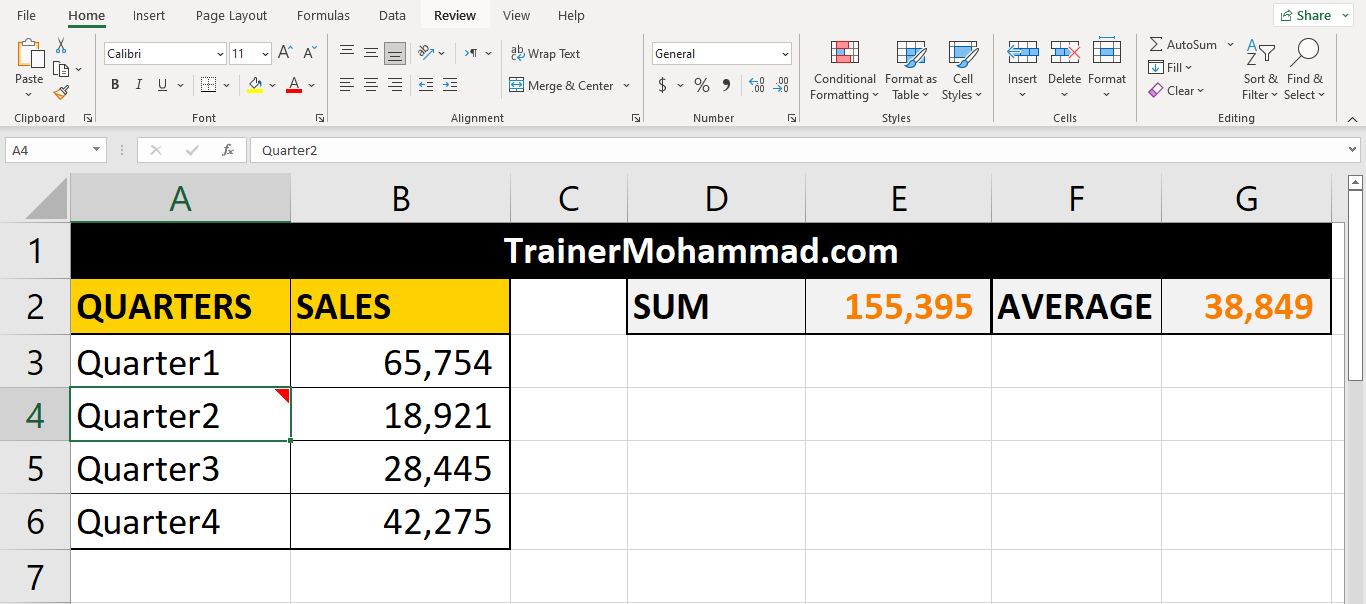 File Home Insert Page Layout Formulas Data Review View Help Share
Calibri 11 Wrap Text General AutoSum
Paste Conditional Formatting Format as Table Cell Styles Insert Delete Format Fill Sort & Filter Find & Select
B I U A Merge & Center $ % Clear
Clipboard Font Alignment Number Styles Cells Editing
A4 fx Quarter2
A B C D E F G
1 TrainerMohammad.com
2 QUARTERS SALES SUM 155,395 AVERAGE 38,849
3 Quarter1 65,754
4 Quarter2 18,921
5 Quarter3 28,445
6 Quarter4 42,275
7